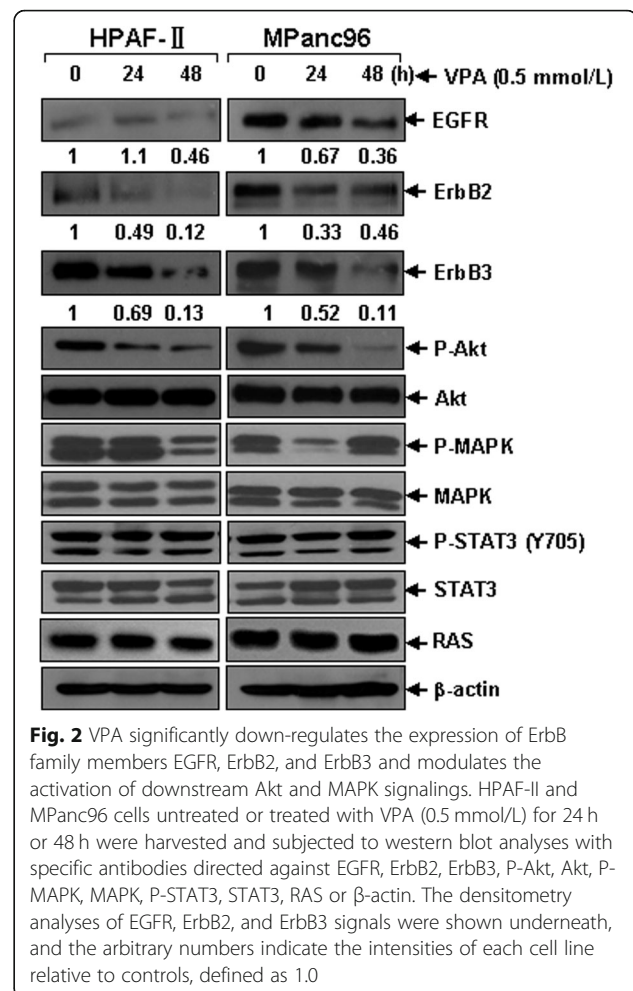 HPAF-II MPanc96
0 24 48 0 24 48 (h) VPA (0.5 mmol/L)
EGFR
1 1.1 0.46 1 0.67 0.36
ErbB2
1 0.49 0.12 1 0.33 0.46
ErbB3
1 0.69 0.13 1 0.52 0.11
P-Akt
Akt
P-MAPK
MAPK
P-STAT3 (Y705)
STAT3
RAS
β-actin
Fig. 2 VPA significantly down-regulates the expression of ErbB
family members EGFR, ErbB2, and ErbB3 and modulates the
activation of downstream Akt and MAPK signalings. HPAF-II and
MPanc96 cells untreated or treated with VPA (0.5 mmol/L) for 24 h
or 48 h were harvested and subjected to western blot analyses with
specific antibodies directed against EGFR, ErbB2, ErbB3, P-Akt, Akt, P-
MAPK, MAPK, P-STAT3, STAT3, RAS or β-actin. The densitometry
analyses of EGFR, ErbB2, and ErbB3 signals were shown underneath,
and the arbitrary numbers indicate the intensities of each cell line
relative to controls, defined as 1.0